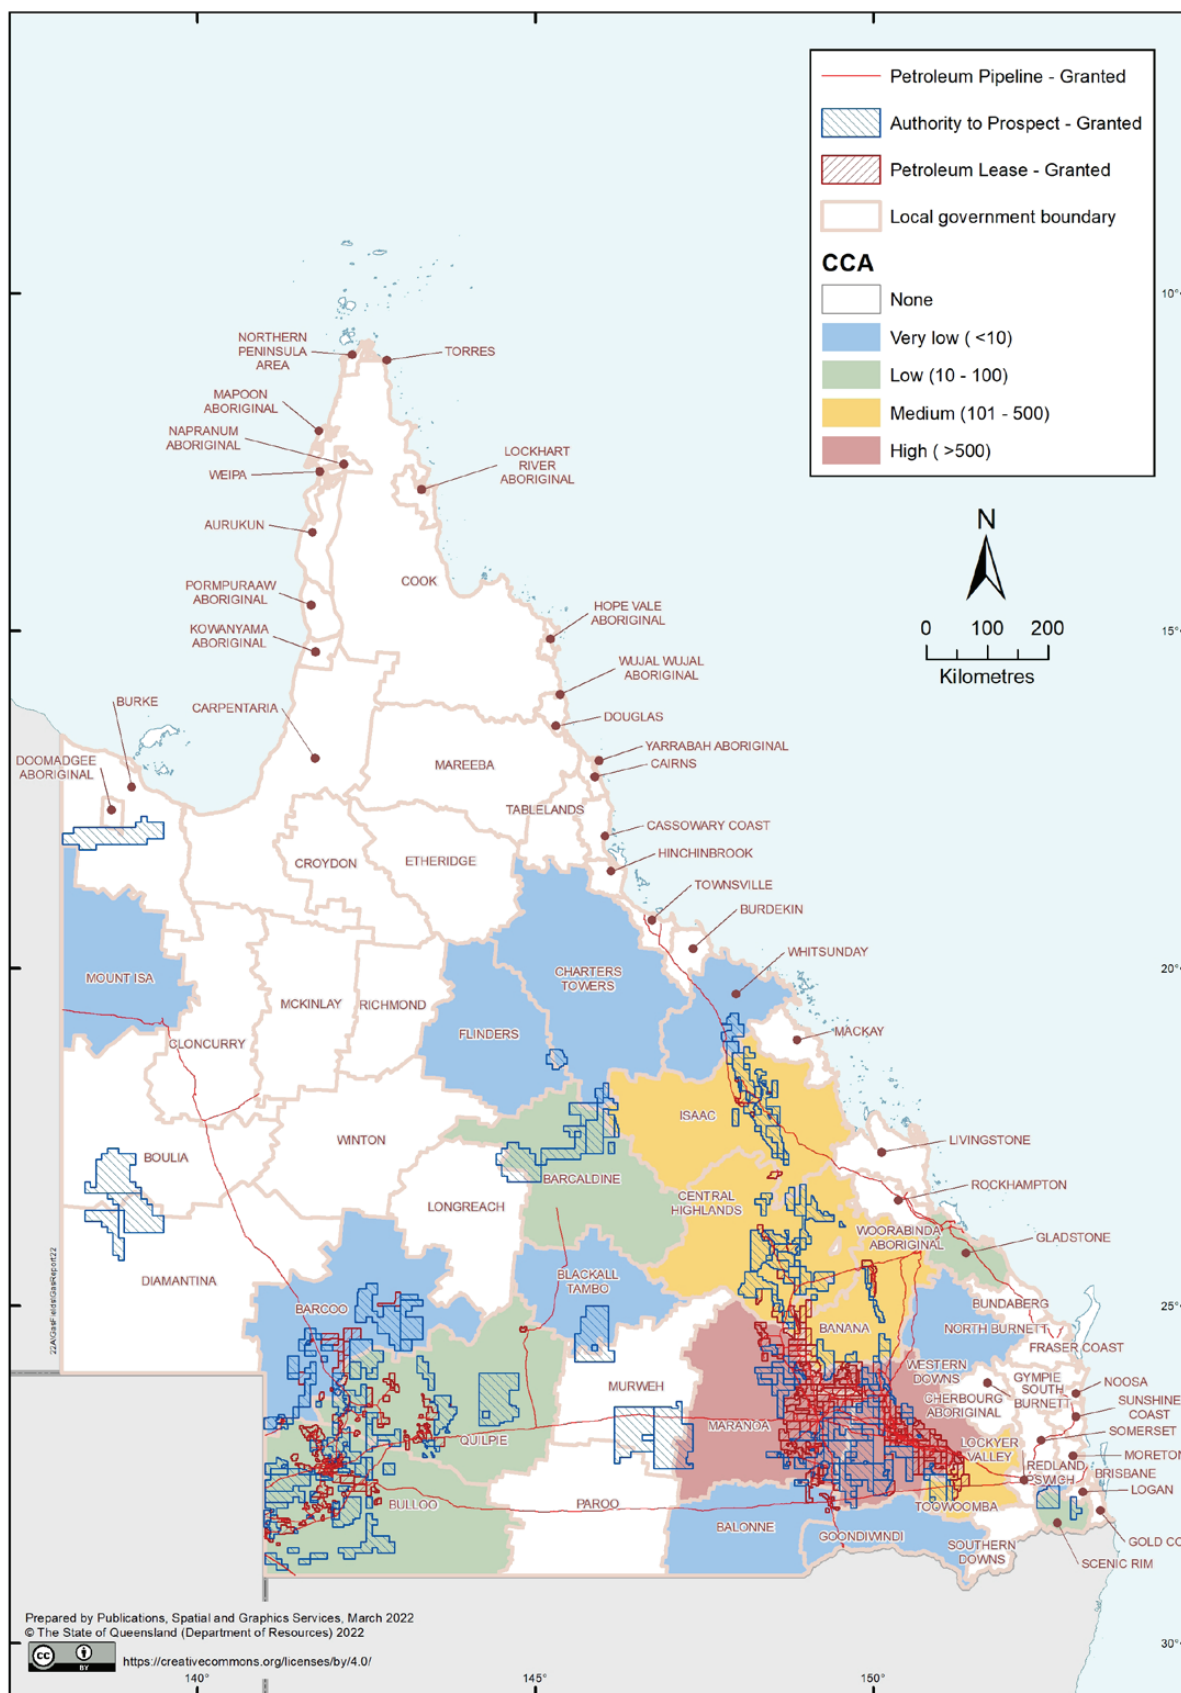 Petroleum Pipeline - Granted
Authority to Prospect - Granted
Petroleum Lease - Granted
Local government boundary
CCA
None
Very low ( <10)
Low (10 - 100)
Medium (101 - 500)
High ( >500)
N
0 100 200
Kilometres
10°
15°
20°
25°
30°
NORTHERN
PENINSULA
AREA
TORRES
MAPOON
ABORIGINAL
NAPRANUM
ABORIGINAL
WEIPA
LOCKHART
RIVER
ABORIGINAL
AURUKUN
COOK
PORMPURAAW
ABORIGINAL
KOWANYAMA
ABORIGINAL
HOPE VALE
ABORIGINAL
WUJAL WUJAL
ABORIGINAL
BURKE
CARPENTARIA
DOUGLAS
DOOMADGEE
ABORIGINAL
MAREEBA
YARRABAH ABORIGINAL
CAIRNS
TABLELANDS
CASSOWARY COAST
CROYDON
ETHERIDGE
HINCHINBROOK
TOWNSVILLE
BURDEKIN
WHITSUNDAY
MOUNT ISA
CHARTERS
TOWERS
MCKINLAY
RICHMOND
FLINDERS
MACKAY
CLONCURRY
ISAAC
WINTON
BOULIA
LIVINGSTONE
BARCALDINE
ROCKHAMPTON
LONGREACH
CENTRAL
HIGHLANDS
WOORABINDA
ABORIGINAL
GLADSTONE
DIAMANTINA
BLACKALL
TAMBO
BARCOO
BUNDABERG
BANANA
NORTH BURNETT
FRASER COAST
MURWEH
WESTERN
DOWNS
GYMPIE
SOUTH
BURNETT
NOOSA
CHERBOURG
ABORIGINAL
SUNSHINE
COAST
MARANOA
SOMERSET
QUILPIE
LOCKYER
VALLEY
MORETON
REDLAND
IPSWICH
BRISBANE
LOGAN
BULLOO
PAROO
TOOWOOMBA
BALONNE
GOONDIWINDI
GOLD CO
SOUTHERN
DOWNS
SCENIC RIM
22A\GasFields\GasReport22
Prepared by Publications, Spatial and Graphics Services, March 2022
© The State of Queensland (Department of Resources) 2022
cc
BY
https://creativecommons.org/licenses/by/4.0/
140°
145°
150°